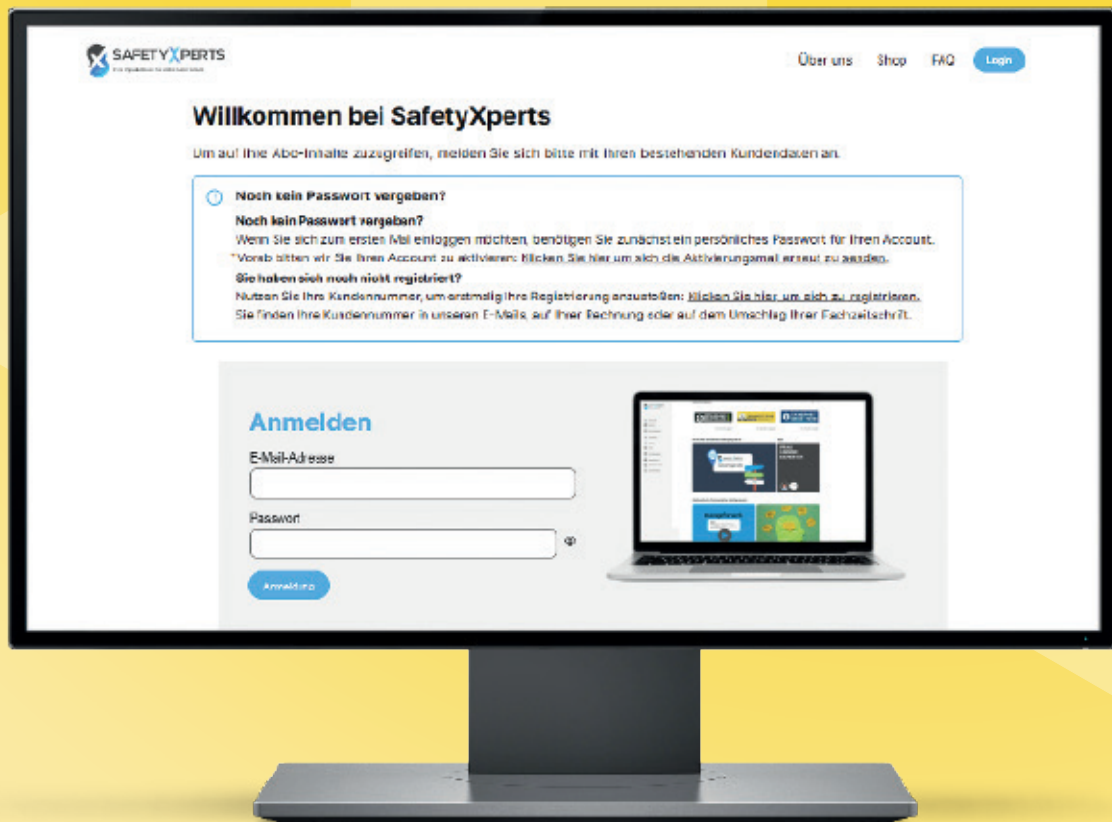 SAFETYXPERTS
Über uns
Shop
FAQ
Login
Willkommen bei SafetyXperts
Um auf Ihre Abo-Inhalte zuzugreifen, melden Sie sich bitte mit Ihren bestehenden Kundendaten an.
Noch kein Passwort vergeben?
Noch kein Passwort vergeben?
Wenn Sie sich zum ersten Mal einloggen möchten, benötigen Sie zunächst ein persönliches Passwort für Ihren Account.
*Vorab bitten wir Sie Ihren Account zu aktivieren: Klicken Sie hier um sich die Aktivierungsmail erneut zu senden.
Sie haben sich noch nicht registriert?
Nutzen Sie Ihre Kundennummer, um erstmalig Ihre Registrierung anzustoßen: Klicken Sie hier, um sich zu registrieren.
Sie finden Ihre Kundennummer in unseren E-Mails, auf Ihrer Rechnung oder auf dem Umschlag Ihrer Fachzeitschrift.
Anmelden
E-Mail-Adresse
Passwort
Anmeldung